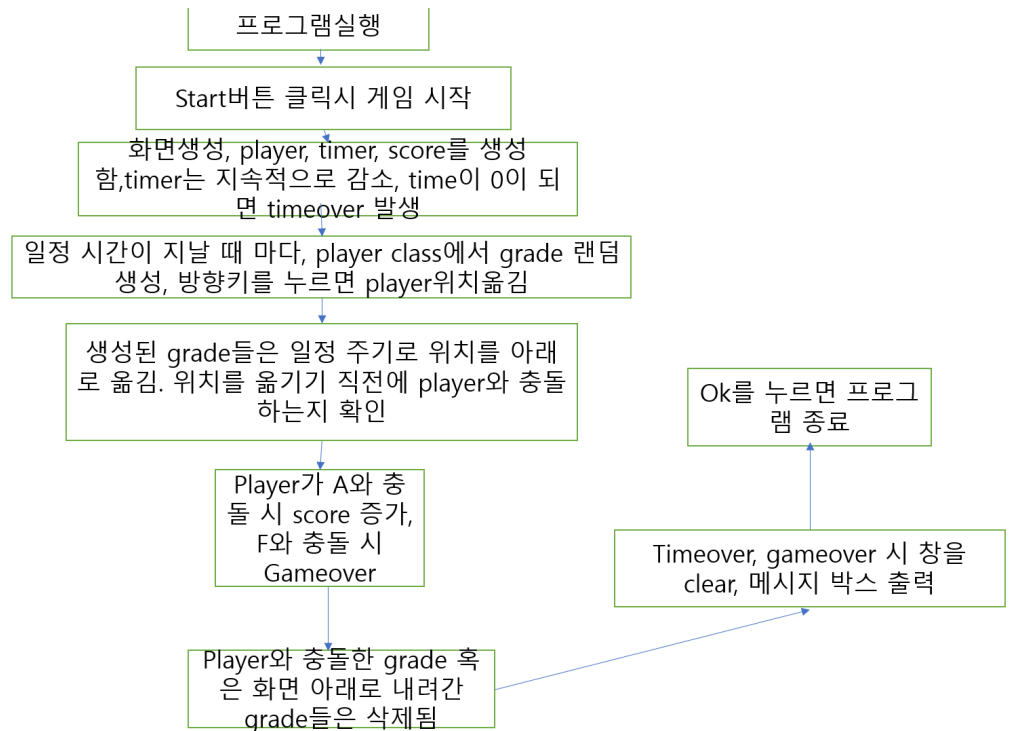 프로그램실행
Start버튼 클릭시 게임 시작
화면생성, player, timer, score를 생성
함,timer는 지속적으로 감소, time이 0이 되
면 timeover 발생
일정 시간이 지날 때 마다, player class에서 grade 랜덤
생성, 방향키를 누르면 player위치옮김
생성된 grade들은 일정 주기로 위치를 아래
로 옮김. 위치를 옮기기 직전에 player와 충돌
하는지 확인
Player가 A와 충
돌 시 score 증가,
F와 충돌 시
Gameover
Player와 충돌한 grade 혹
은 화면 아래로 내려간
grade들은 삭제됨
Timeover, gameover 시 창을
clear, 메시지 박스 출력
Ok를 누르면 프로그
램 종료